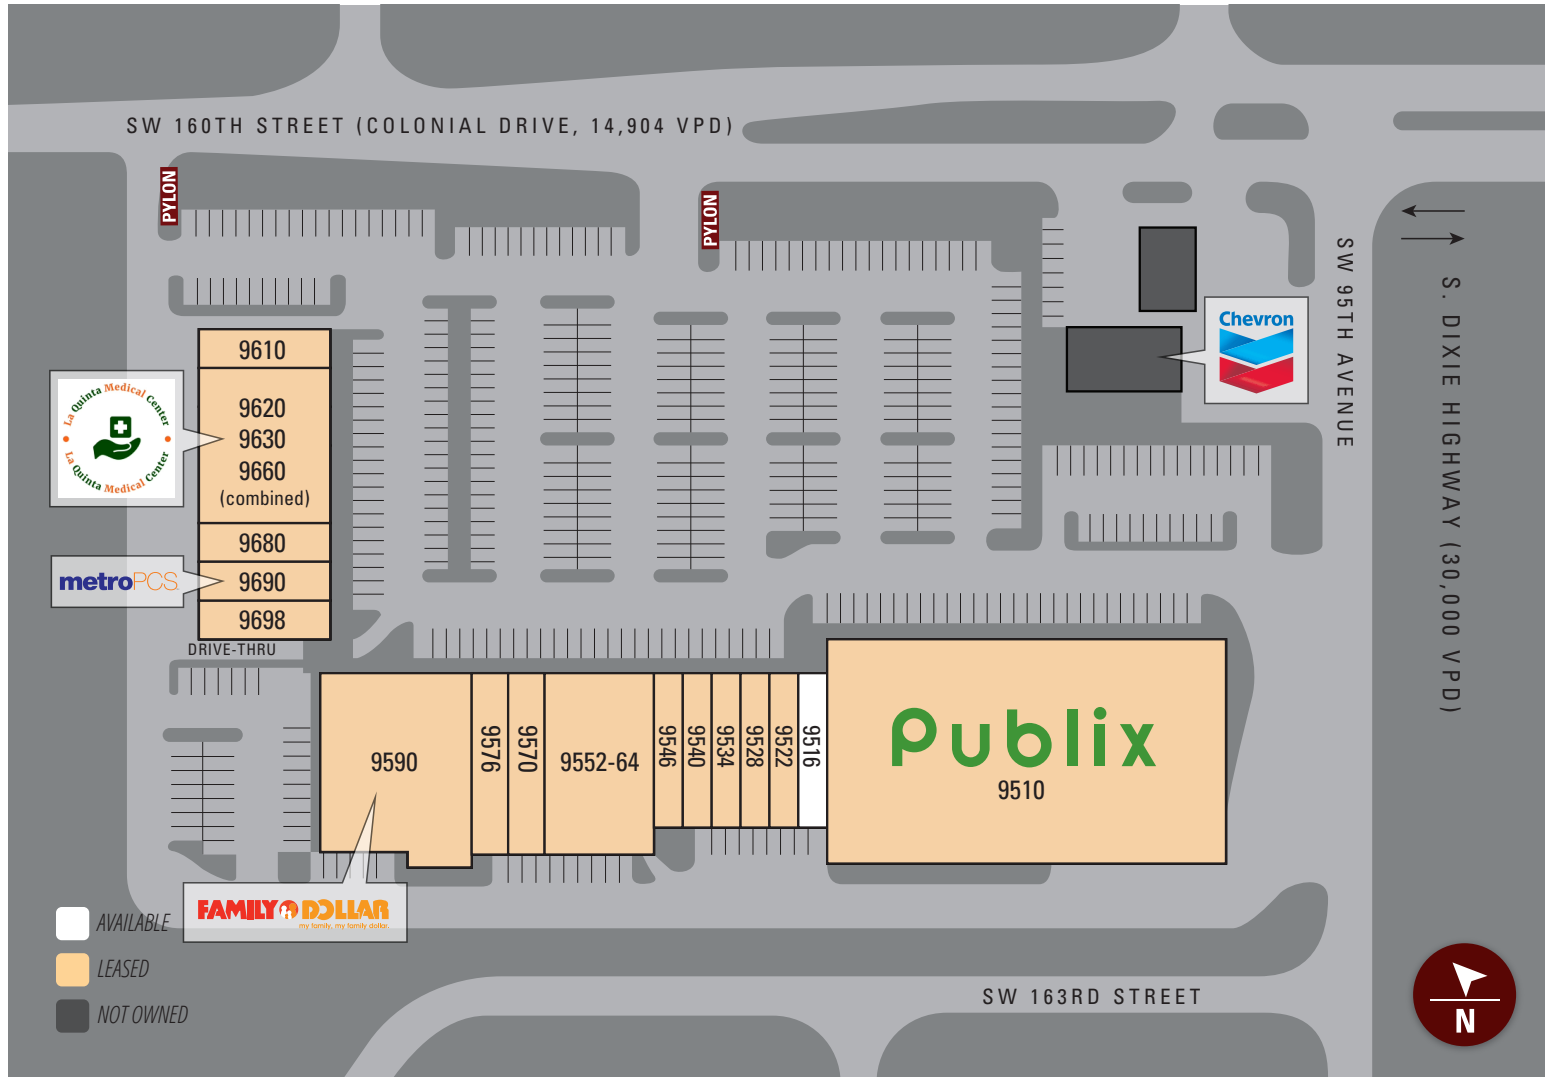 SW 160TH STREET (COLONIAL DRIVE, 14,904 VPD)
PYLON
PYLON
SW 95TH AVENUE
S. DIXIE HIGHWAY (30,000 VPD)
Chevron
9610
La Quinta Medical Center
La Quinta Medical Center
9620
9630
9660
(combined)
9680
metroPCS.
9690
9698
DRIVE-THRU
9590
9576
9570
9552-64
9546
9540
9534
9528
9522
9516
Publix
9510
FAMILY DOLLAR
my family, my family dollar.
AVAILABLE
LEASED
NOT OWNED
SW 163RD STREET
N